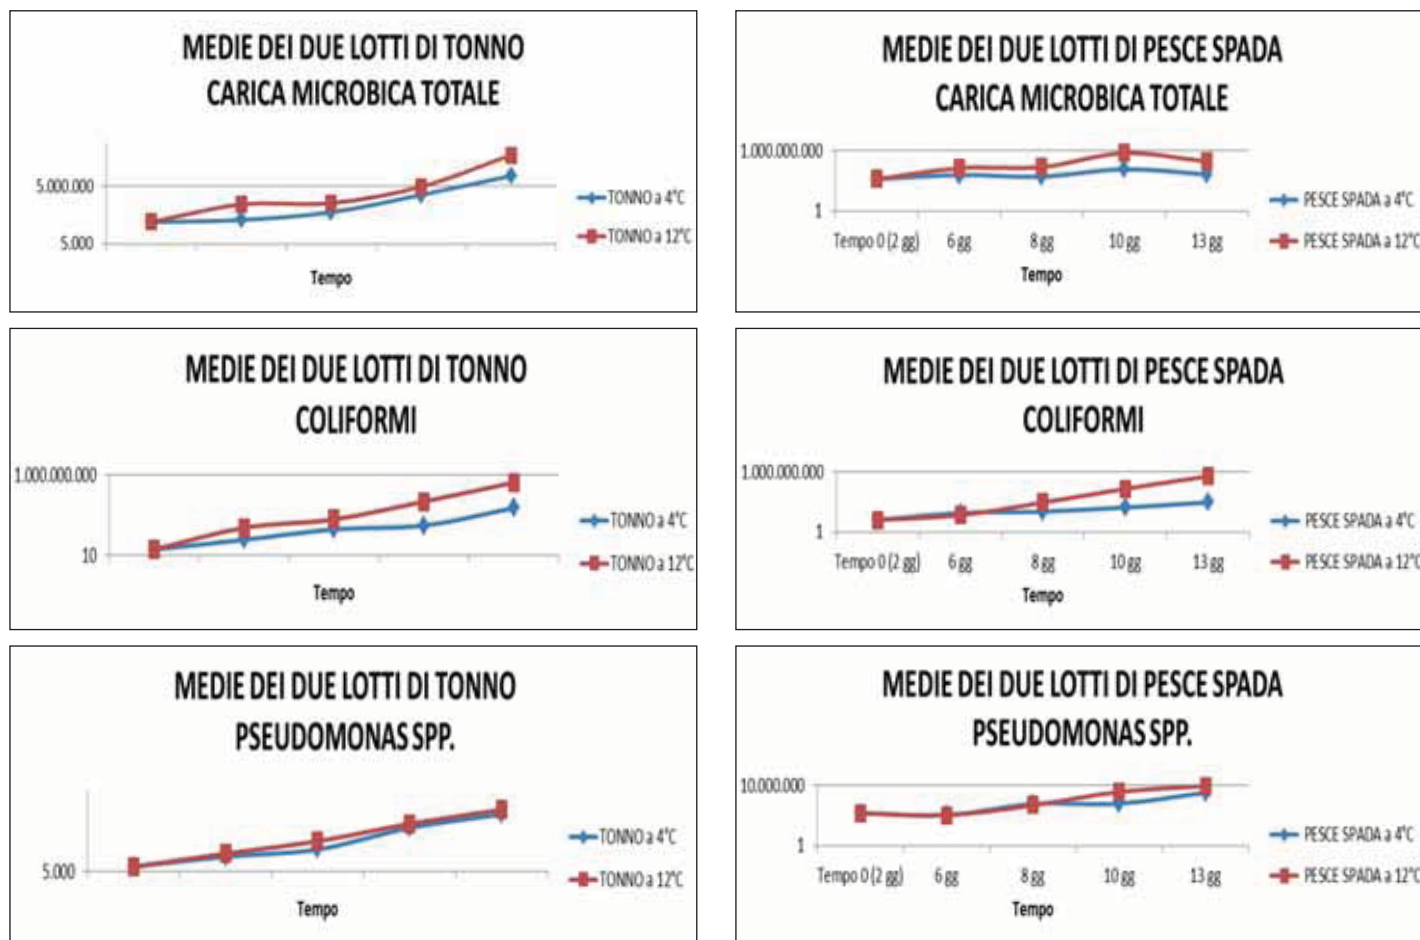 MEDIE DEI DUE LOTTI DI TONNO
CARICA MICROBICA TOTALE
5.000.000
5.000
TONNO a 4°C
TONNO a 12°C
Tempo
MEDIE DEI DUE LOTTI DI PESCE SPADA
CARICA MICROBICA TOTALE
1.000.000.000
1
Tempo 0 (2 gg) 6 gg 8 gg 10 gg 13 gg
PESCE SPADA a 4°C
PESCE SPADA a 12°C
Tempo
MEDIE DEI DUE LOTTI DI TONNO
COLIFORMI
1.000.000.000
10
TONNO a 4°C
TONNO a 12°C
Tempo
MEDIE DEI DUE LOTTI DI PESCE SPADA
COLIFORMI
1.000.000.000
1
Tempo 0 (2 gg) 6 gg 8 gg 10 gg 13 gg
PESCE SPADA a 4°C
PESCE SPADA a 12°C
Tempo
MEDIE DEI DUE LOTTI DI TONNO
PSEUDOMONAS SPP.
5.000
TONNO a 4°C
TONNO a 12°C
Tempo
MEDIE DEI DUE LOTTI DI PESCE SPADA
PSEUDOMONAS SPP.
10.000.000
1
Tempo 0 (2 gg) 6 gg 8 gg 10 gg 13 gg
PESCE SPADA a 4°C
PESCE SPADA a 12°C
Tempo